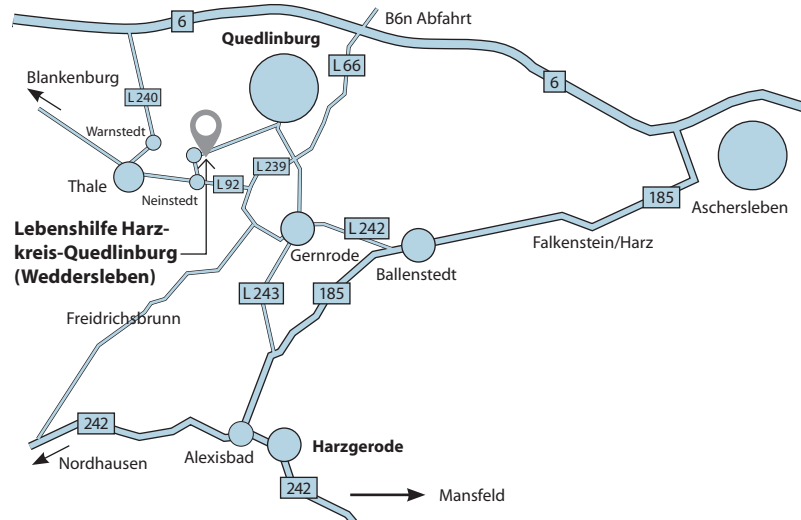 6
B6n Abfahrt
Quedlinburg
L 66
Blankenburg
6
L 240
Warnstedt
L 239
Thale
L 92
Neinstedt
185
Aschersleben
Lebenshilfe Harz-
kreis-Quedlinburg
(Weddersleben)
L 242
Falkenstein/Harz
Gernrode
Ballenstedt
L 243
185
Freidrichsbrunn
242
Nordhausen
Alexisbad
Harzgerode
242
Mansfeld